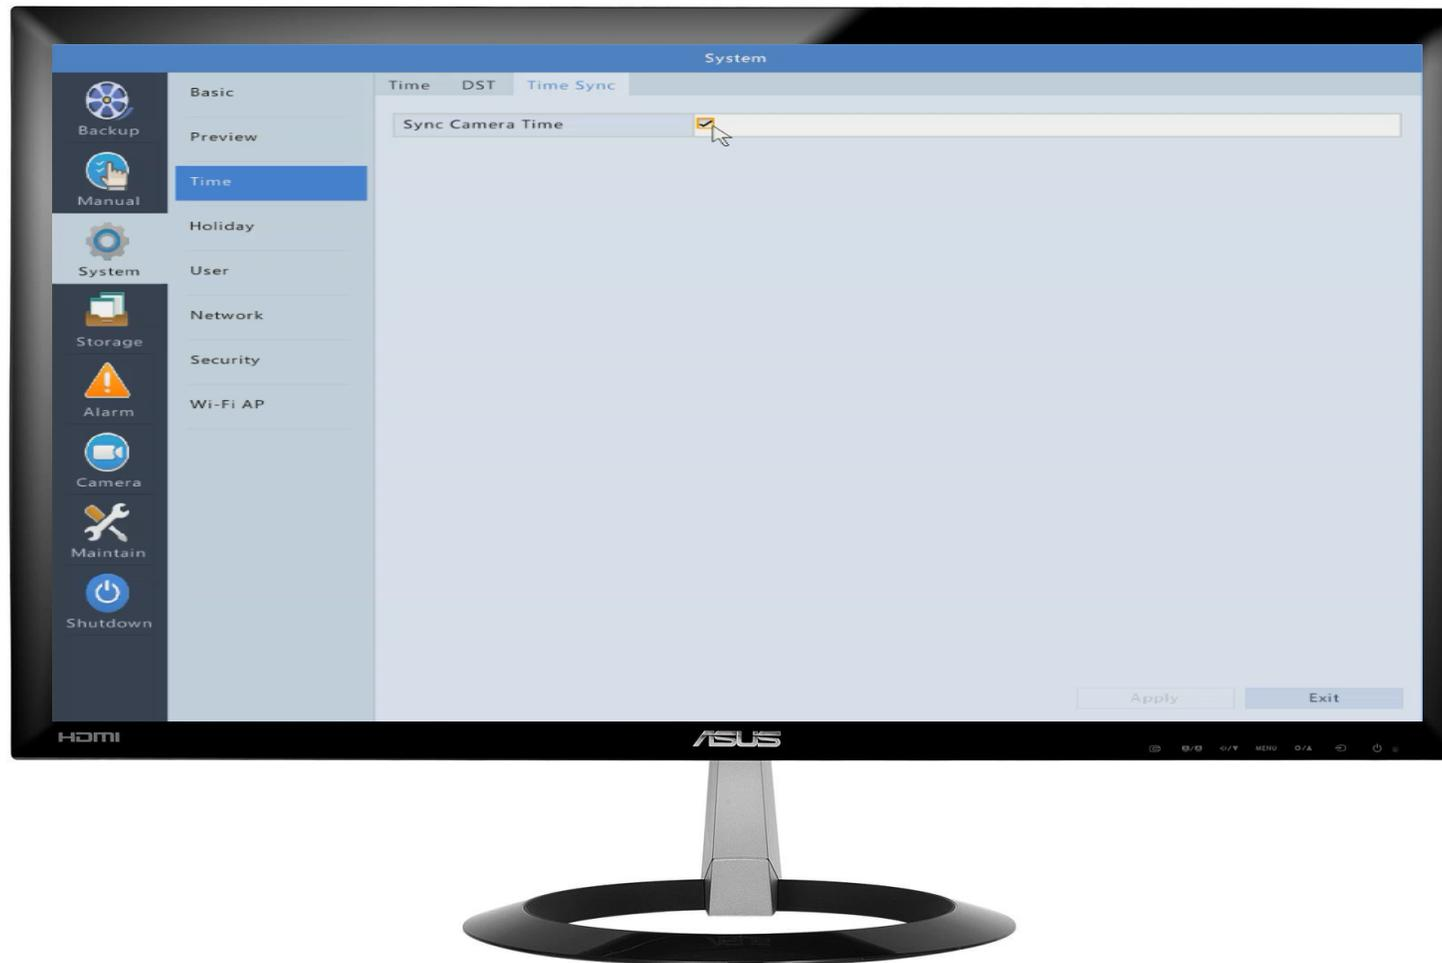 System
Backup
Manual
System
Storage
Alarm
Camera
Maintain
Shutdown
Basic
Preview
Time
Holiday
User
Network
Security
Wi-Fi AP
Time DST Time Sync
Sync Camera Time
Apply Exit
HDMI
ASUS
MENU